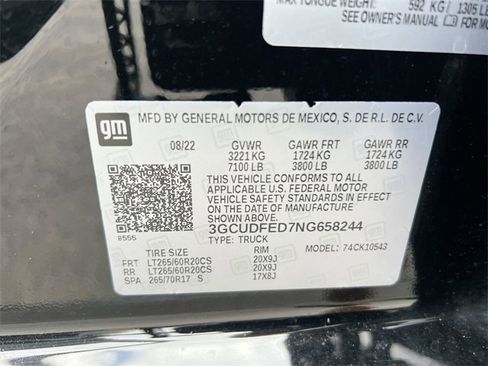 MAX TONGUE WEIGHT: 592 KG / 1305 LB
SEE OWNER'S MANUAL FOR MO
gm
MFD BY GENERAL MOTORS DE MEXICO, S. DE R.L. DE C.V.
08/22 GVWR GAWR FRT GAWR RR
3221 KG 1724 KG 1724 KG
7100 LB 3800 LB 3800 LB
THIS VEHICLE CONFORMS TO ALL
APPLICABLE U.S. FEDERAL MOTOR
VEHICLE SAFETY STANDARDS IN EFFECT
ON THE DATE OF MANUFACTURE SHOWN ABOVE.
3GCUDFED7NG658244
8555 TYPE: TRUCK MODEL: 74CK10543
TIRE SIZE RIM
FRT LT265/60R20CS 20X9J
RR LT265/60R20CS 20X9J
SPA 265/70R17 S 17X8J